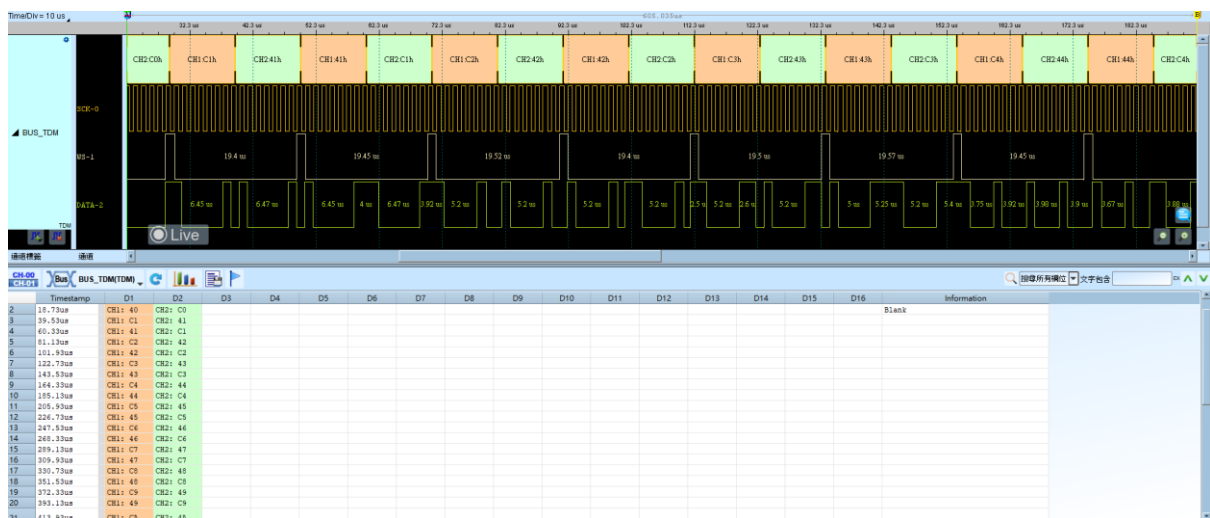 Time/Div = 10 us
605.035us
22.3 us 42.3 us 52.3 us 62.3 us 72.3 us 82.3 us 92.3 us 102.3 us 112.3 us 122.3 us 132.3 us 142.3 us 152.3 us 162.3 us 172.3 us 182.3 us
CH2:C0h CH1:C1h CH2:41h CH1:41h CH2:C1h CH1:C2h CH2:42h CH1:42h CH2:C2h CH1:C3h CH2:43h CH1:43h CH2:C3h CH1:C4h CH2:44h CH1:44h CH2:C4h
SCK-0
BUS_TDM
WS-1 19.4 us 19.45 us 19.52 us 19.4 us 19.5 us 19.57 us 19.45 us
DATA-2 6.45 us 6.47 us 6.45 us 4 us 6.47 us 3.92 us 5.2 us 5.2 us 5.2 us 2.5 u 5.2 us 2.6 u 5.2 us 5 us 5.25 us 5.2 us 5.4 us 3.75 us 3.92 us 3.98 us 3.9 us 3.67 us 3.88 us
TDM
Live
通道標籤 通道
CH-00
CH-01
Bus BUS_TDM(TDM) 搜尋所有欄位 文字包含
Timestamp D1 D2 D3 D4 D5 D6 D7 D8 D9 D10 D11 D12 D13 D14 D15 D16 Information
2 18.73us CH1: 40 CH2: C0 Blank
3 39.53us CH1: C1 CH2: 41
4 60.33us CH1: 41 CH2: C1
5 81.13us CH1: C2 CH2: 42
6 101.93us CH1: 42 CH2: C2
7 122.73us CH1: C3 CH2: 43
8 143.53us CH1: 43 CH2: C3
9 164.33us CH1: C4 CH2: 44
10 185.13us CH1: 44 CH2: C4
11 205.93us CH1: C5 CH2: 45
12 226.73us CH1: 45 CH2: C5
13 247.53us CH1: C6 CH2: 46
14 268.33us CH1: 46 CH2: C6
15 289.13us CH1: C7 CH2: 47
16 309.93us CH1: 47 CH2: C7
17 330.73us CH1: C8 CH2: 48
18 351.53us CH1: 48 CH2: C8
19 372.33us CH1: C9 CH2: 49
20 393.13us CH1: 49 CH2: C9